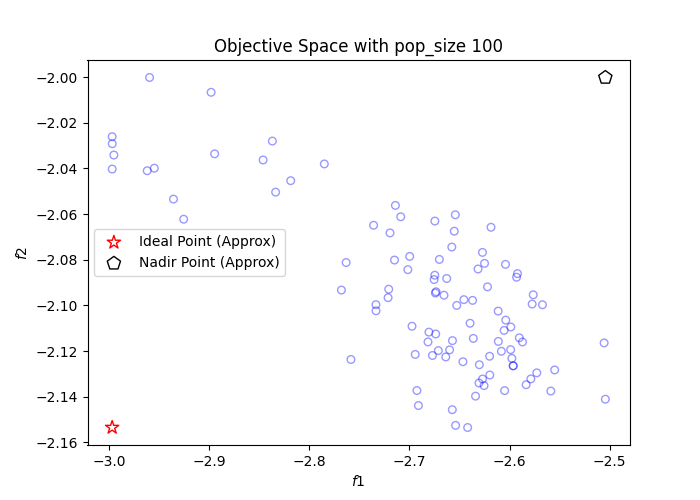 Objective Space with pop_size 100
−2.00
−2.02
−2.04
−2.06
−2.08
−2.10
−2.12
−2.14
−2.16
f2
Ideal Point (Approx)
Nadir Point (Approx)
−3.0 −2.9 −2.8 −2.7 −2.6 −2.5
f1